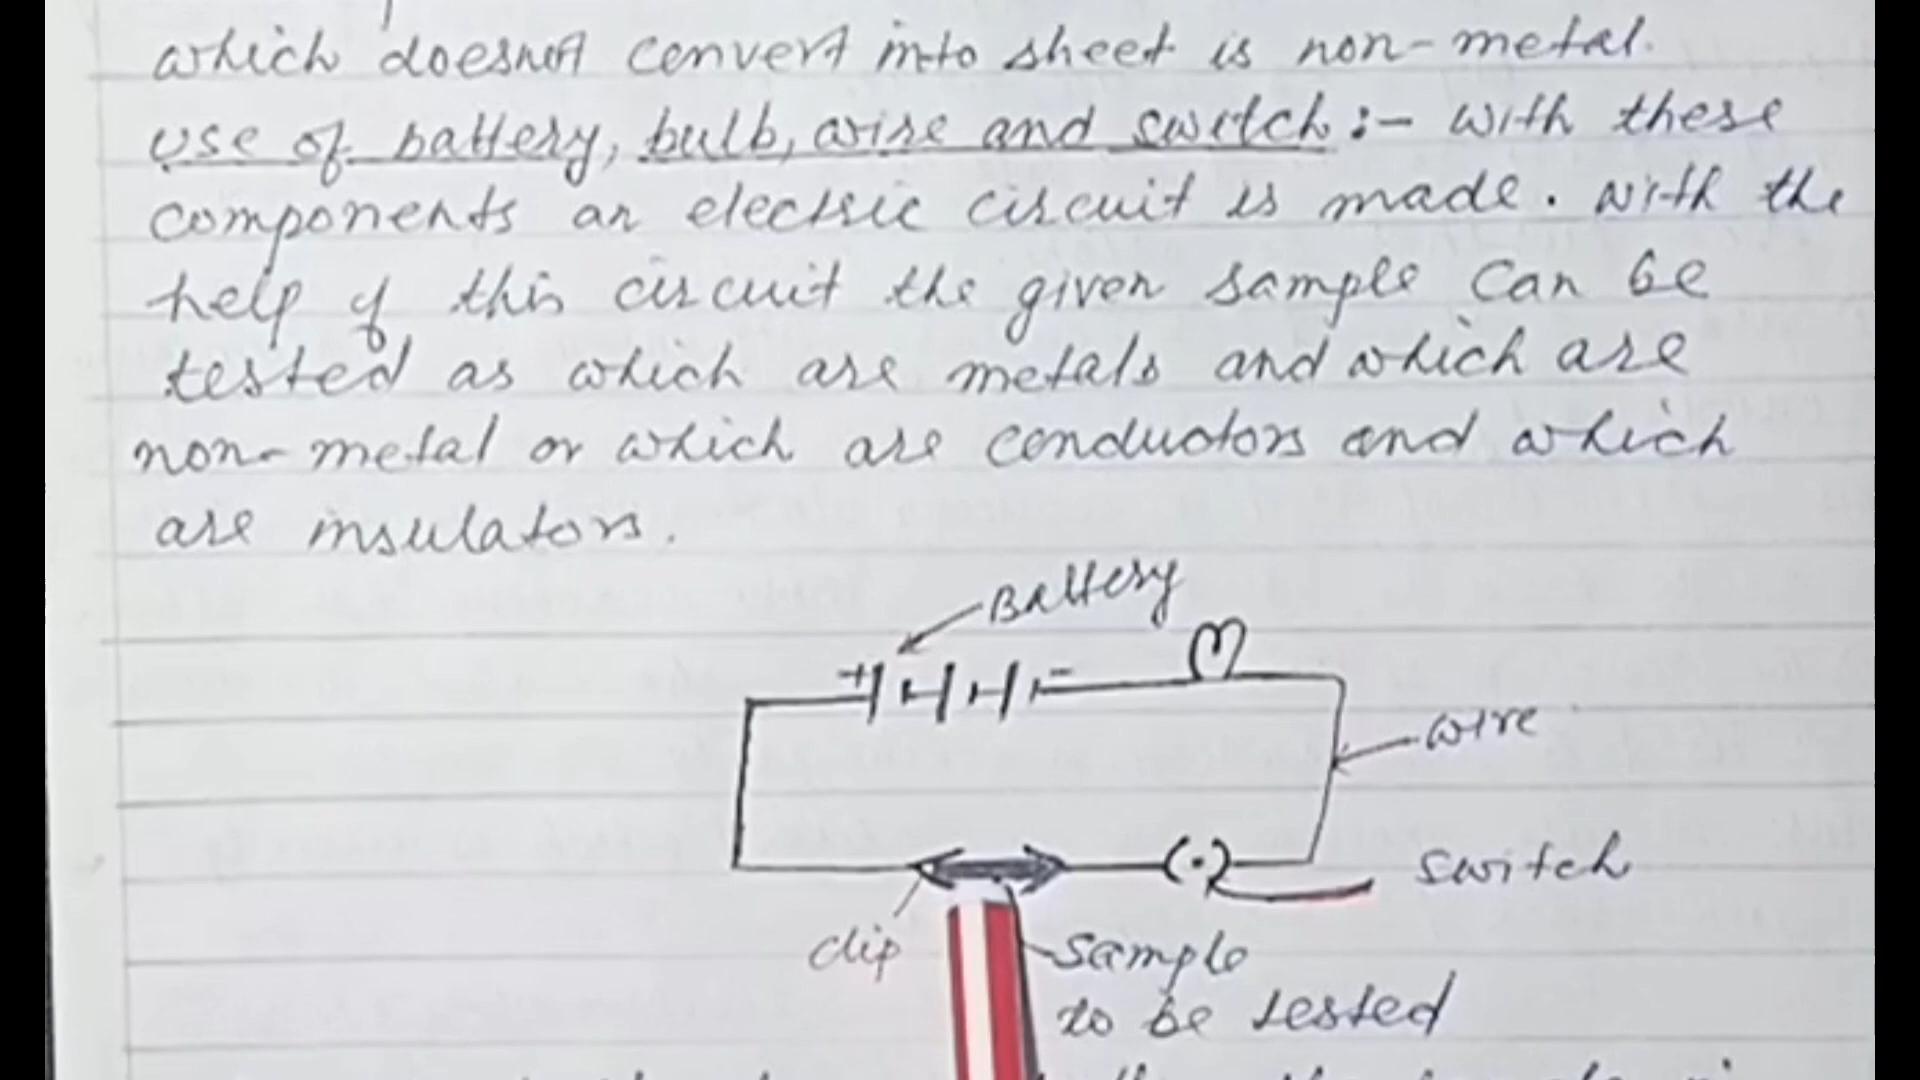 which doesnot convert into sheet is non-metal.
use of battery, bulb, wire and switch :- with these
components an electric circuit is made. With the
help of this circuit the given sample can be
tested as which are metals and which are
non-metal or which are conductors and which
are insulators.
Battery
+ -
wire
switch
clip
sample
to be tested